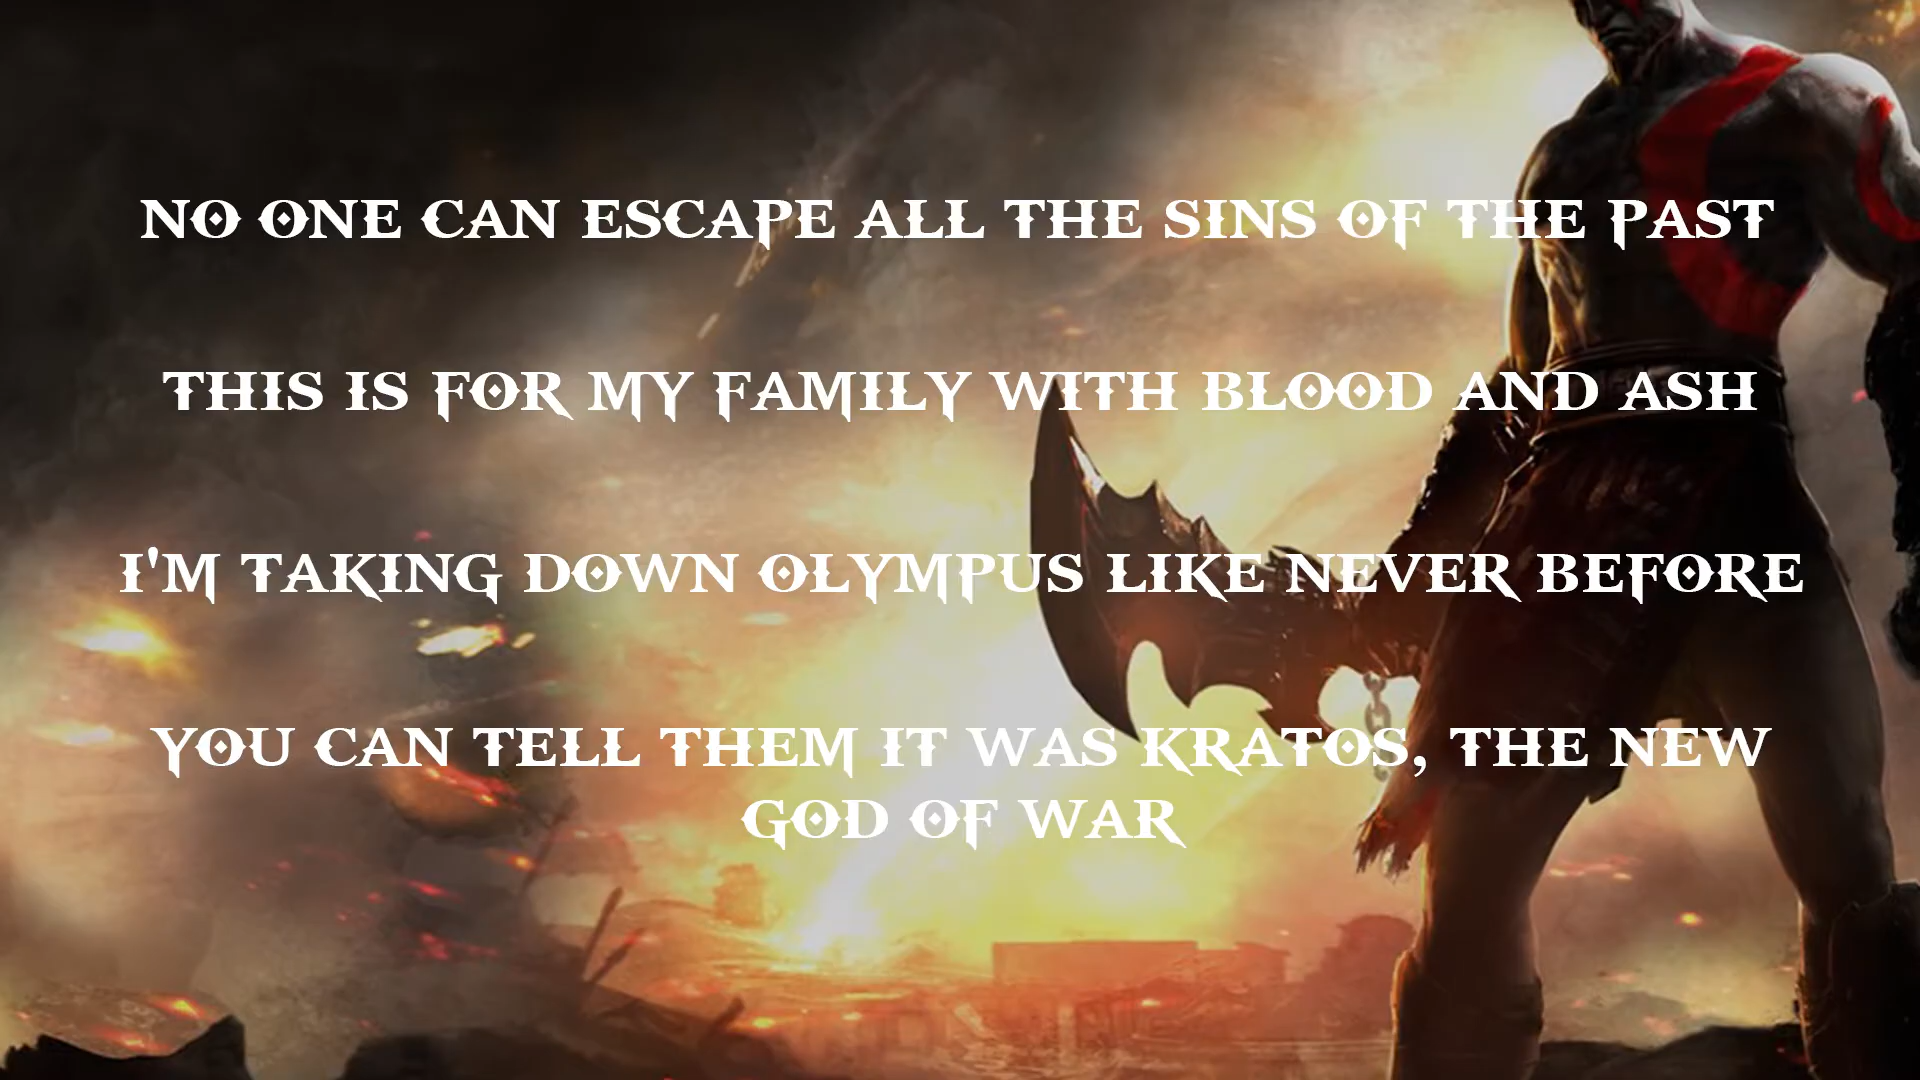 NO ONE CAN ESCAPE ALL THE SINS OF THE PAST
THIS IS FOR MY FAMILY WITH BLOOD AND ASH
I'M TAKING DOWN OLYMPUS LIKE NEVER BEFORE
YOU CAN TELL THEM IT WAS KRATOS, THE NEW
GOD OF WAR